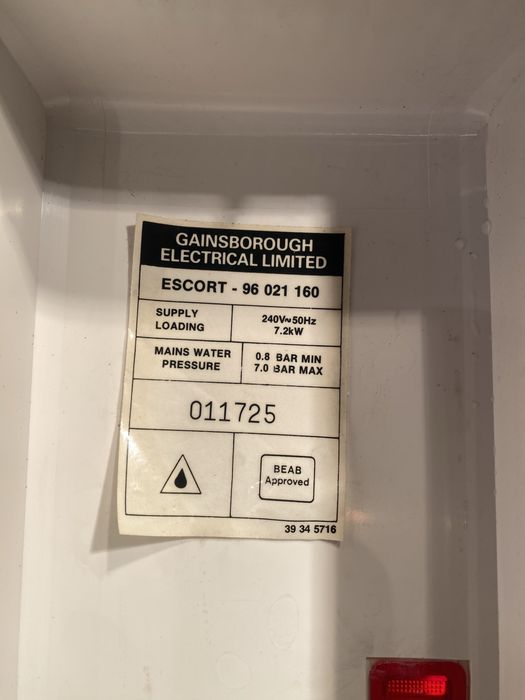 GAINSBOROUGH
ELECTRICAL LIMITED
ESCORT - 96 021 160
SUPPLY
LOADING
240V~50Hz
7.2kW
MAINS WATER
PRESSURE
0.8 BAR MIN
7.0 BAR MAX
011725
BEAB
Approved
39 34 5716